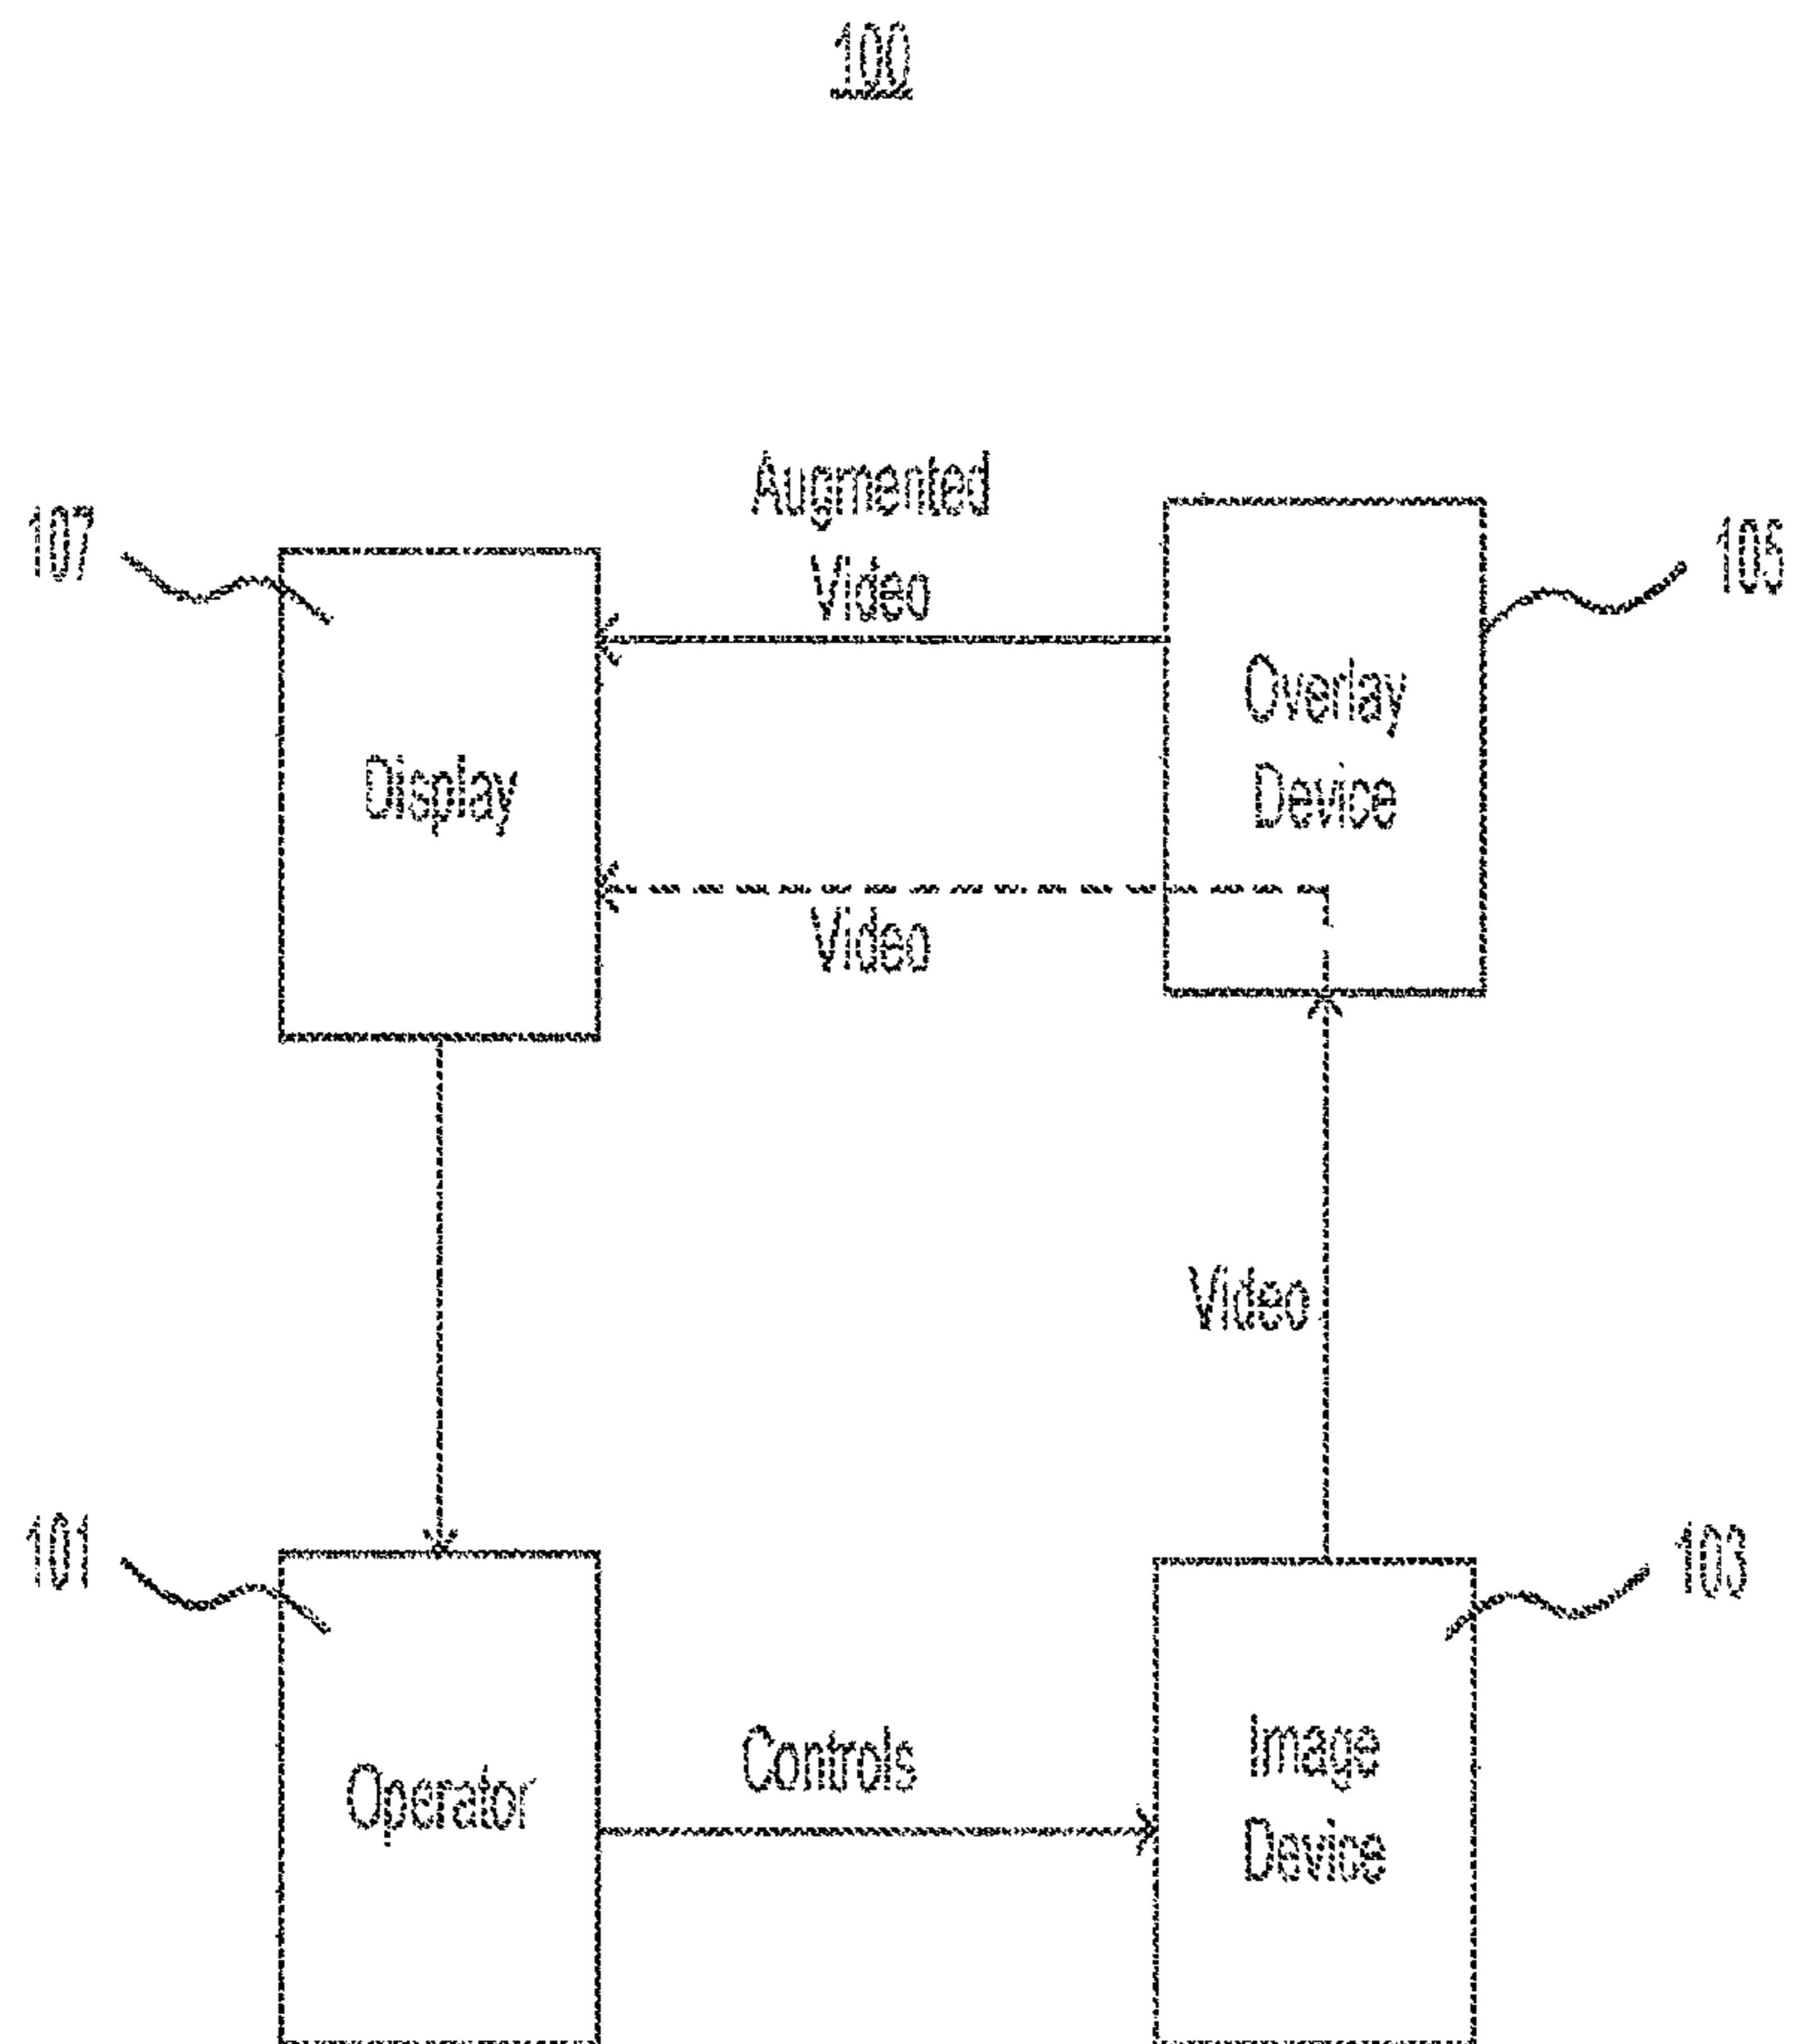 100
Augmented
Video
107
105
Overlay
Device
Display
Video
Video
101
103
Operator
Controls
Image
Device